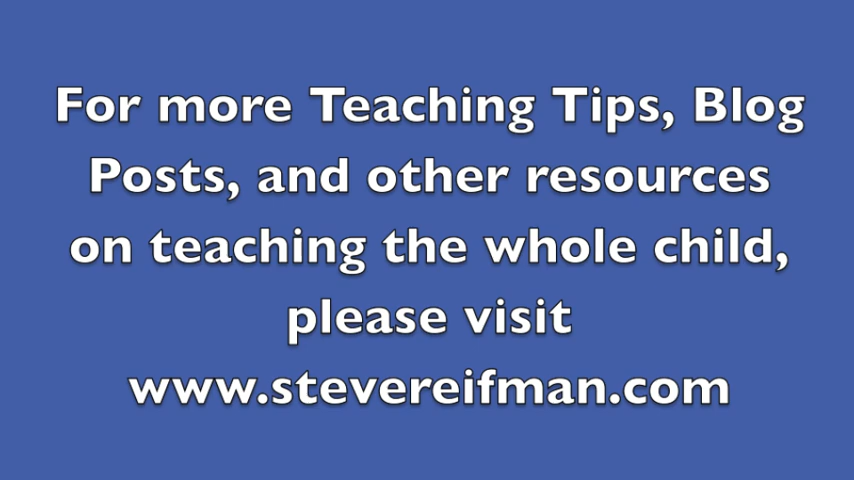 For more Teaching Tips, Blog
Posts, and other resources
on teaching the whole child,
please visit
www.stevereifman.com